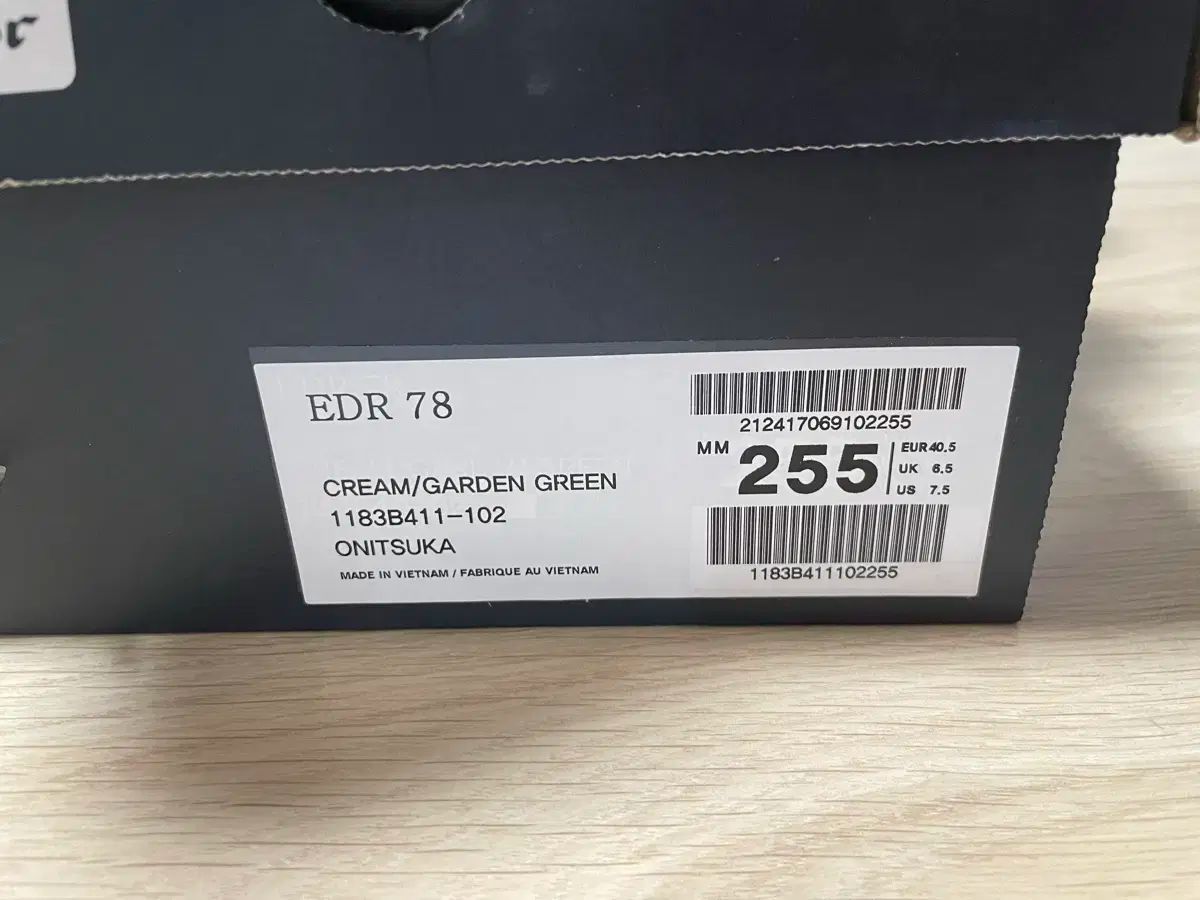 EDR 78
CREAM/GARDEN GREEN
1183B411-102
ONITSUKA
MADE IN VIETNAM / FABRIQUE AU VIETNAM
212417069102255
MM 255
EUR 40.5
UK 6.5
US 7.5
1183B411102255